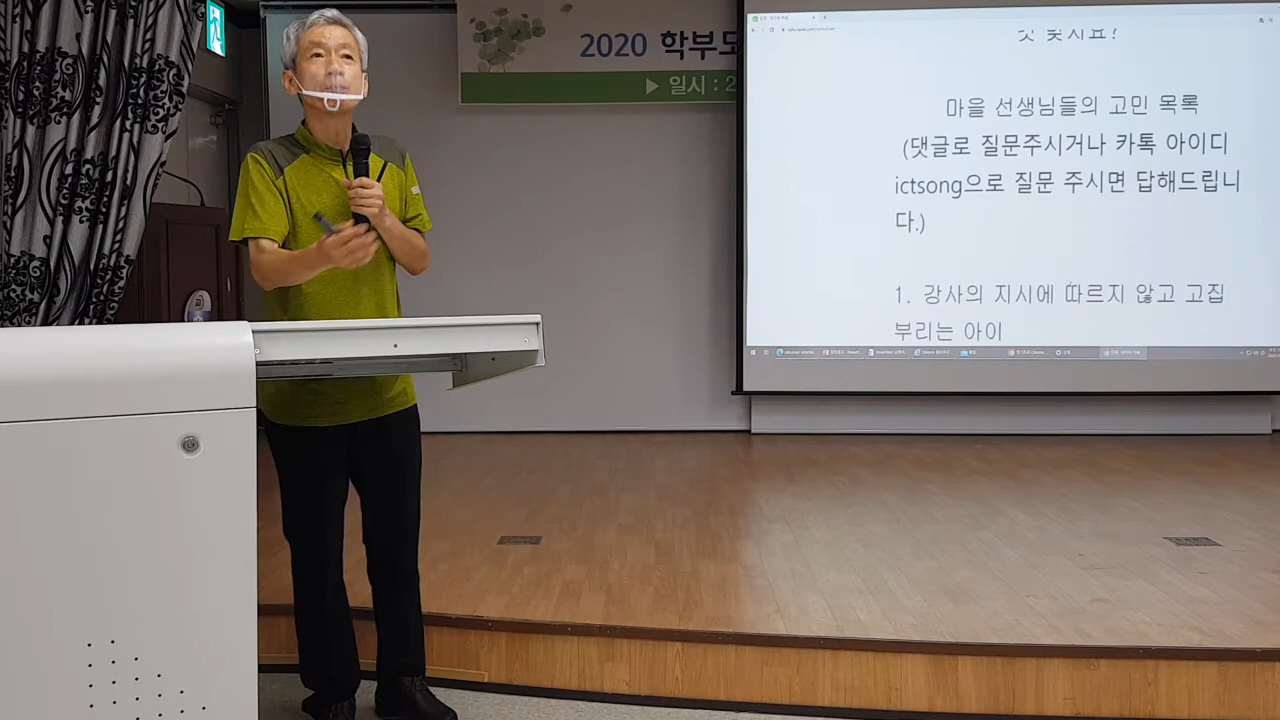 2020 학부모
▶ 일시 : 2
마을 선생님들의 고민 목록
(댓글로 질문주시거나 카톡 아이디
ictsong으로 질문 주시면 답해드립니
다.)
1. 강사의 지시에 따르지 않고 고집
부리는 아이